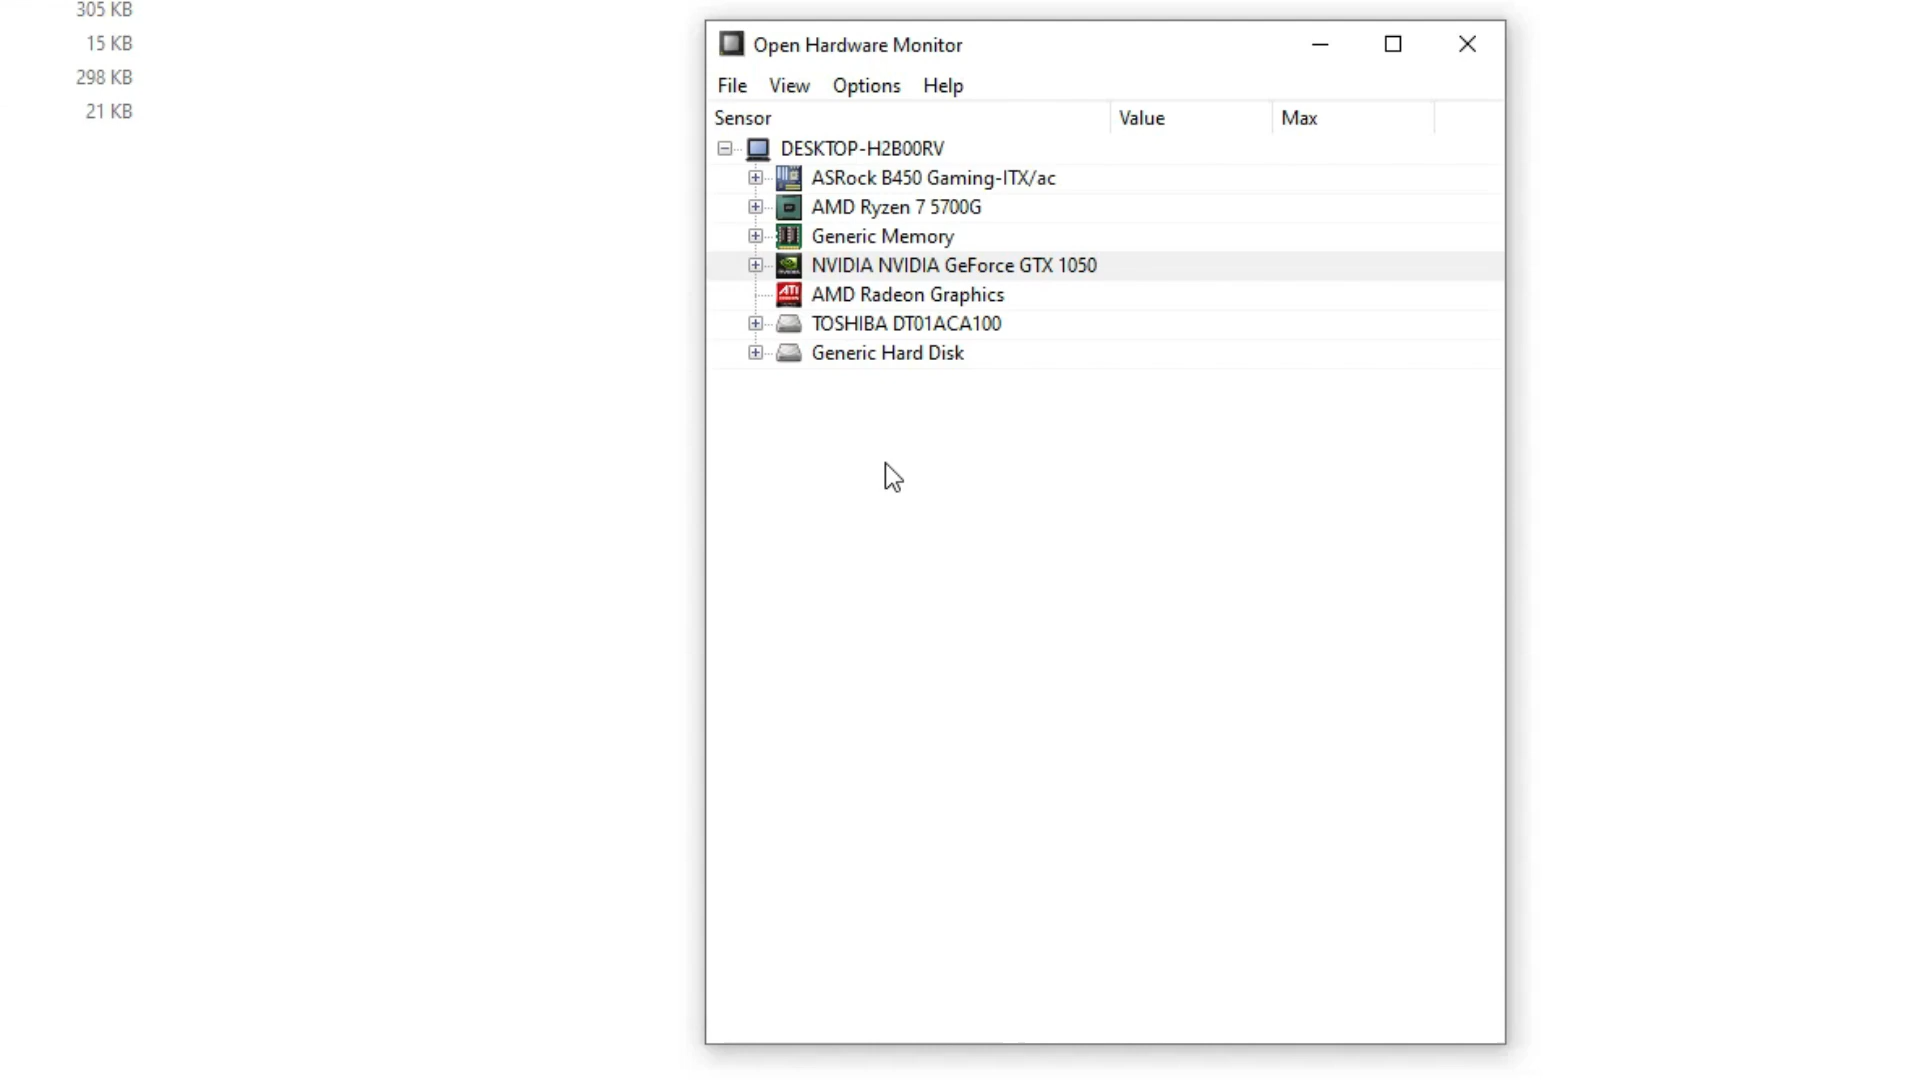 305 KB
15 KB
298 KB
21 KB
Open Hardware Monitor
File View Options Help
Sensor Value Max
DESKTOP-H2B00RV
ASRock B450 Gaming-ITX/ac
AMD Ryzen 7 5700G
Generic Memory
NVIDIA NVIDIA GeForce GTX 1050
ATI AMD Radeon Graphics
TOSHIBA DT01ACA100
Generic Hard Disk